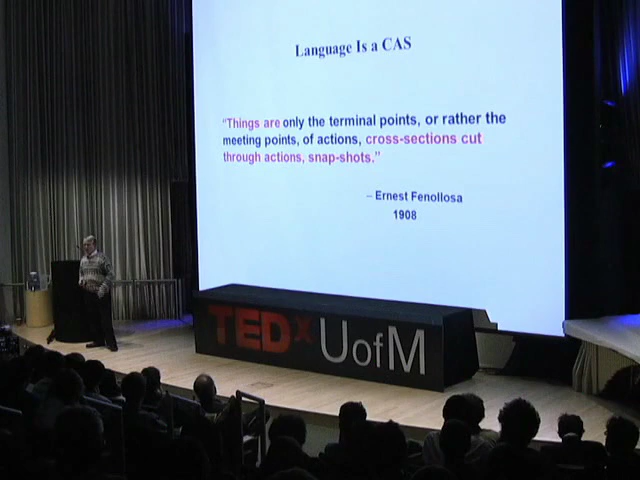 Language Is a CAS
"Things are only the terminal points, or rather the
meeting points, of actions, cross-sections cut
through actions, snap-shots."
– Ernest Fenollosa
1908
TEDx UofM